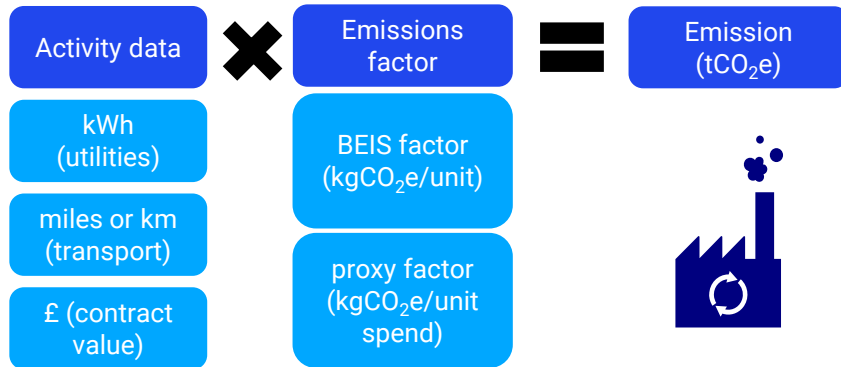 Activity data
Emissions
factor
Emission
(tCO₂e)
kWh
(utilities)
miles or km
(transport)
£ (contract
value)
BEIS factor
(kgCO₂e/unit)
proxy factor
(kgCO₂e/unit
spend)